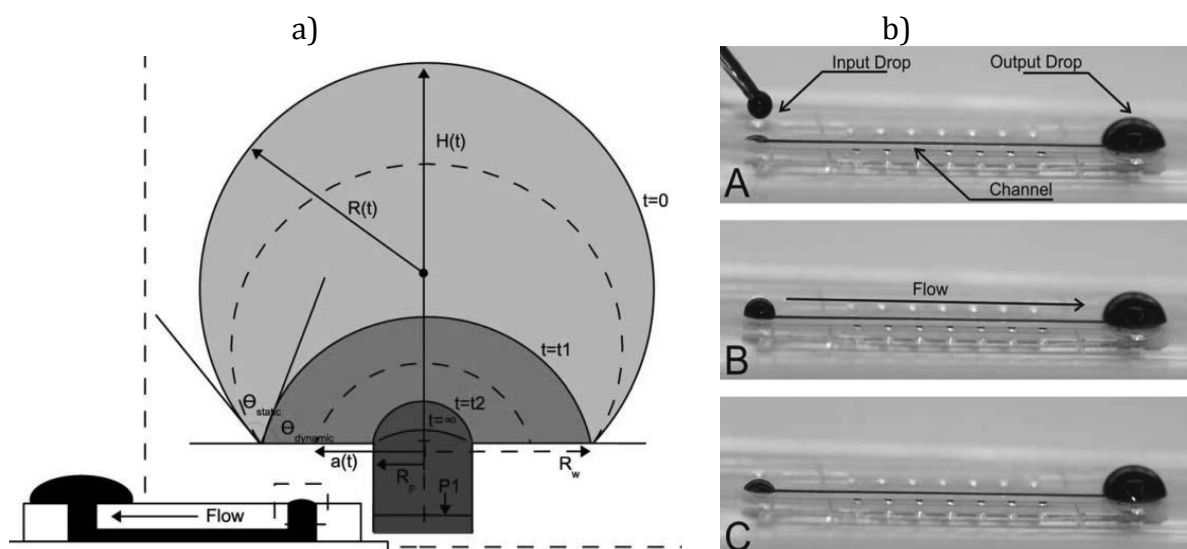 a)
H(t)
R(t)
t=0
t=t1
t=t2
t=∞
Θstatic
Θdynamic
a(t)
Rp
Rw
P1
Flow
b)
Input Drop
Output Drop
Channel
A
Flow
B
C